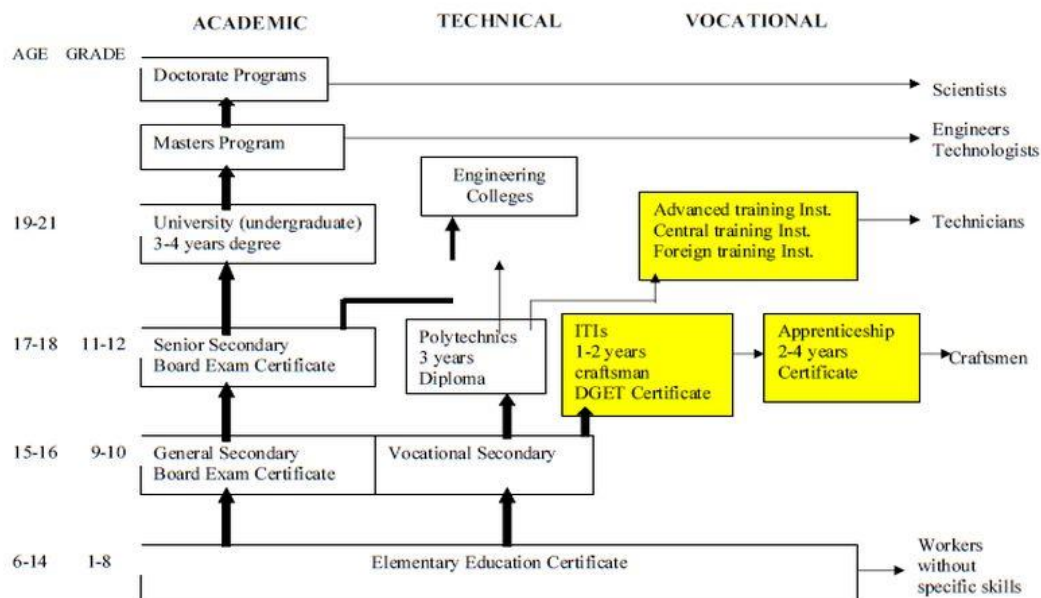 ACADEMIC TECHNICAL VOCATIONAL
AGE GRADE
Doctorate Programs
Scientists
Masters Program
Engineers
Technologists
Engineering
Colleges
19-21
University (undergraduate)
3-4 years degree
Advanced training Inst.
Central training Inst.
Foreign training Inst.
Technicians
17-18 11-12
Senior Secondary
Board Exam Certificate
Polytechnics
3 years
Diploma
ITIs
1-2 years
craftsman
DGET Certificate
Apprenticeship
2-4 years
Certificate
Craftsmen
15-16 9-10
General Secondary
Board Exam Certificate
Vocational Secondary
6-14 1-8
Elementary Education Certificate
Workers
without
specific skills